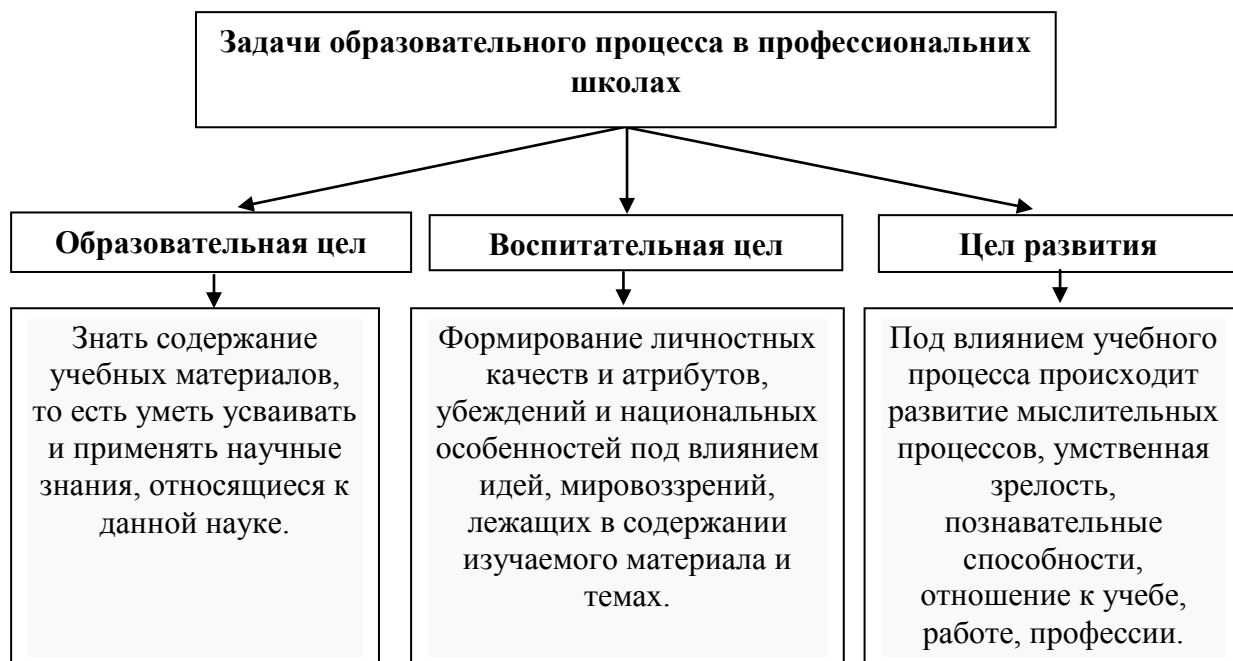 Задачи образовательного процесса в профессиональних
школах
Образовательная цел
Воспитательная цел
Цел развития
Знать содержание
учебных материалов,
то есть уметь усваивать
и применять научные
знания, относящиеся к
данной науке.
Формирование личностных
качеств и атрибутов,
убеждений и национальных
особенностей под влиянием
идей, мировоззрений,
лежащих в содержании
изучаемого материала и
темах.
Под влиянием учебного
процесса происходит
развитие мыслительных
процессов, умственная
зрелость,
познавательные
способности,
отношение к учебе,
работе, профессии.